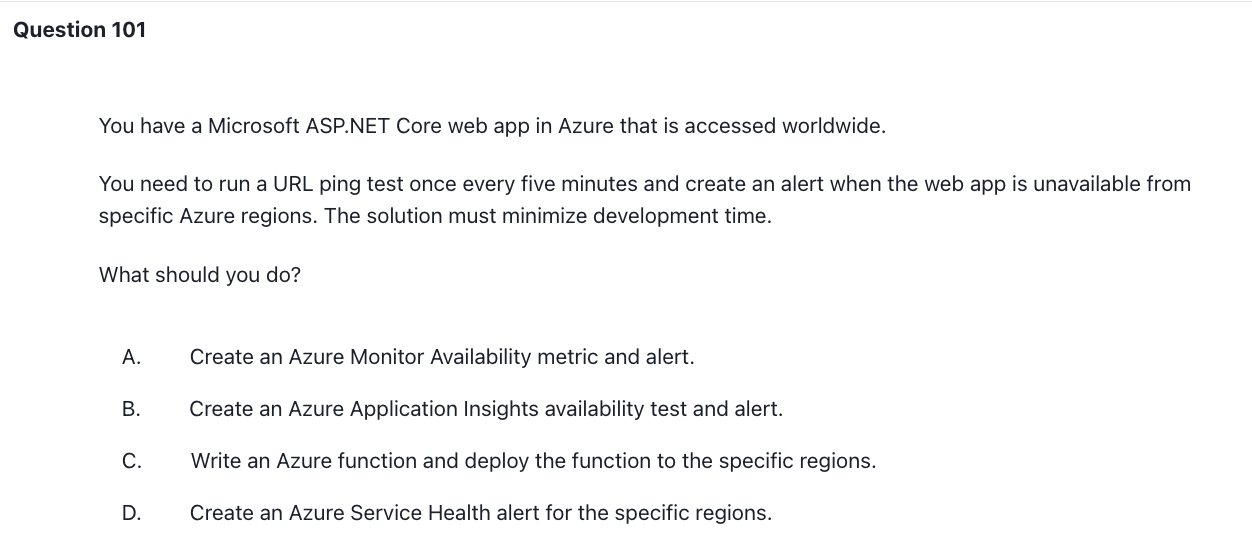 Question 101
You have a Microsoft ASP.NET Core web app in Azure that is accessed worldwide.
You need to run a URL ping test once every five minutes and create an alert when the web app is unavailable from
specific Azure regions. The solution must minimize development time.
What should you do?
A. Create an Azure Monitor Availability metric and alert.
B. Create an Azure Application Insights availability test and alert.
C. Write an Azure function and deploy the function to the specific regions.
D. Create an Azure Service Health alert for the specific regions.